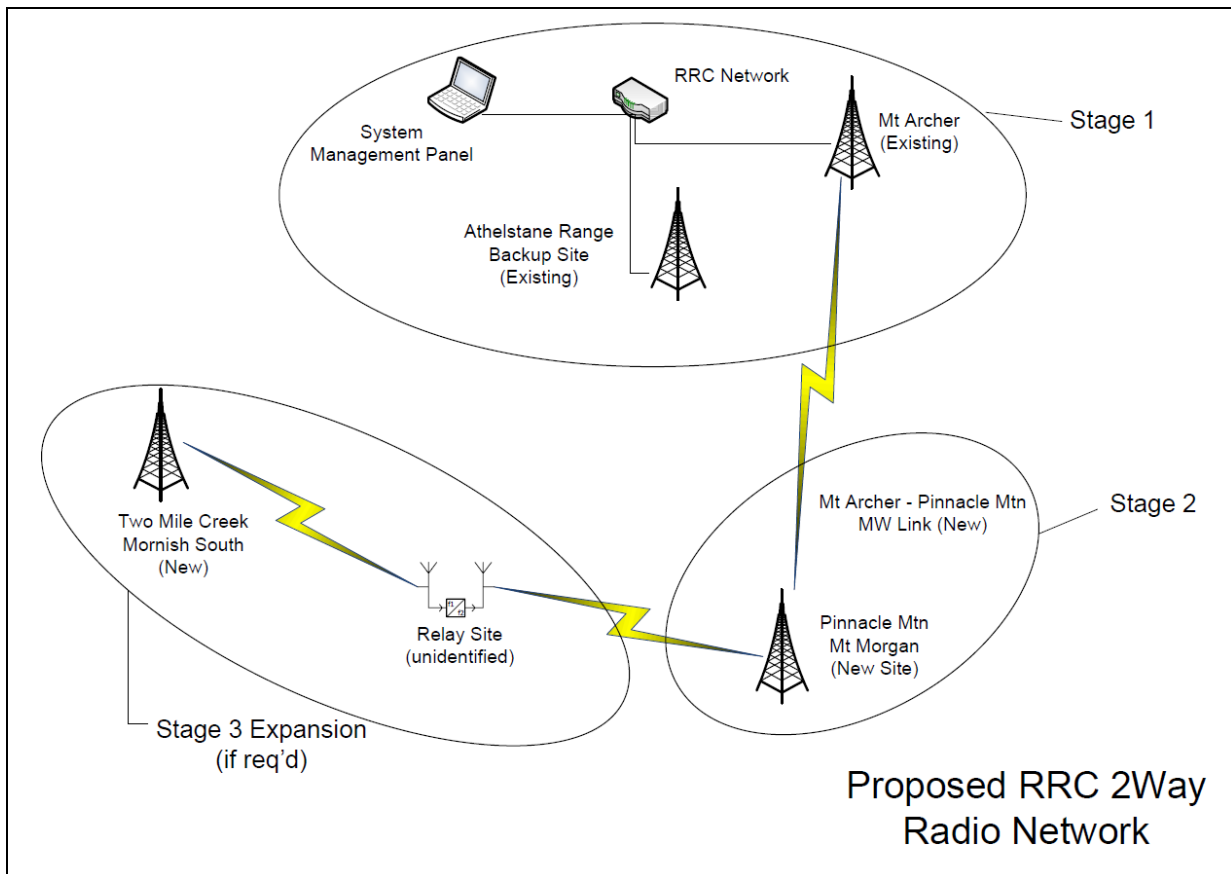 RRC Network
System
Management Panel
Mt Archer
(Existing)
Stage 1
Athelstane Range
Backup Site
(Existing)
Two Mile Creek
Mornish South
(New)
f1
f2
Relay Site
(unidentified)
Mt Archer - Pinnacle Mtn
MW Link (New)
Stage 2
Pinnacle Mtn
Mt Morgan
(New Site)
Stage 3 Expansion
(if req'd)
Proposed RRC 2Way
Radio Network